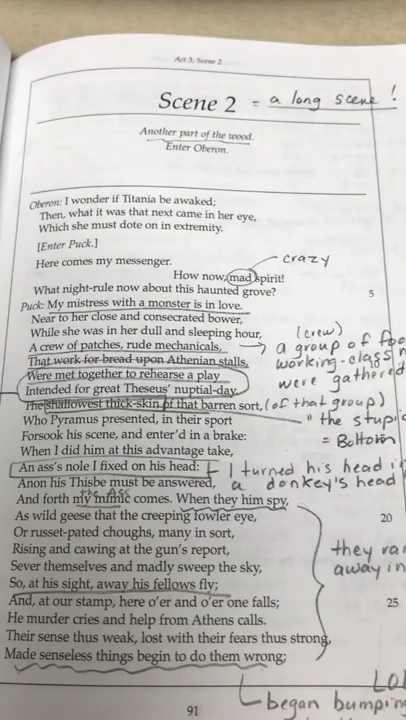 Act 3, Scene 2
Scene 2 = a long scene!
Another part of the wood.
Enter Oberon.
Oberon: I wonder if Titania be awaked;
Then, what it was that next came in her eye,
Which she must dote on in extremity.
[Enter Puck.]
crazy
Here comes my messenger.
How now, mad spirit!
What night-rule now about this haunted grove? 5
Puck: My mistress with a monster is in love.
Near to her close and consecrated bower,
While she was in her dull and sleeping hour, (crew)
A crew of patches, rude mechanicals, a group of
That work for bread upon Athenian stalls, working-class
Were met together to rehearse a play were gathered
Intended for great Theseus' nuptial-day. 10
The shallowest thick-skin of that barren sort, (of that group)
Who Pyramus presented, in their sport "the
Forsook his scene, and enter'd in a brake: = Bottom
When I did him at this advantage take,
An ass's nole I fixed on his head: I turned his head
Anon his Thisbe must be answered, a donkey's head
the ass
And forth my mimic comes. When they him spy,
As wild geese that the creeping fowler eye, 20
Or russet-pated choughs, many in sort,
Rising and cawing at the gun's report, they
Sever themselves and madly sweep the sky, away
So, at his sight, away his fellows fly;
And, at our stamp, here o'er and o'er one falls; 25
He murder cries and help from Athens calls.
Their sense thus weak, lost with their fears thus strong,
Made senseless things begin to do them wrong;
began
91